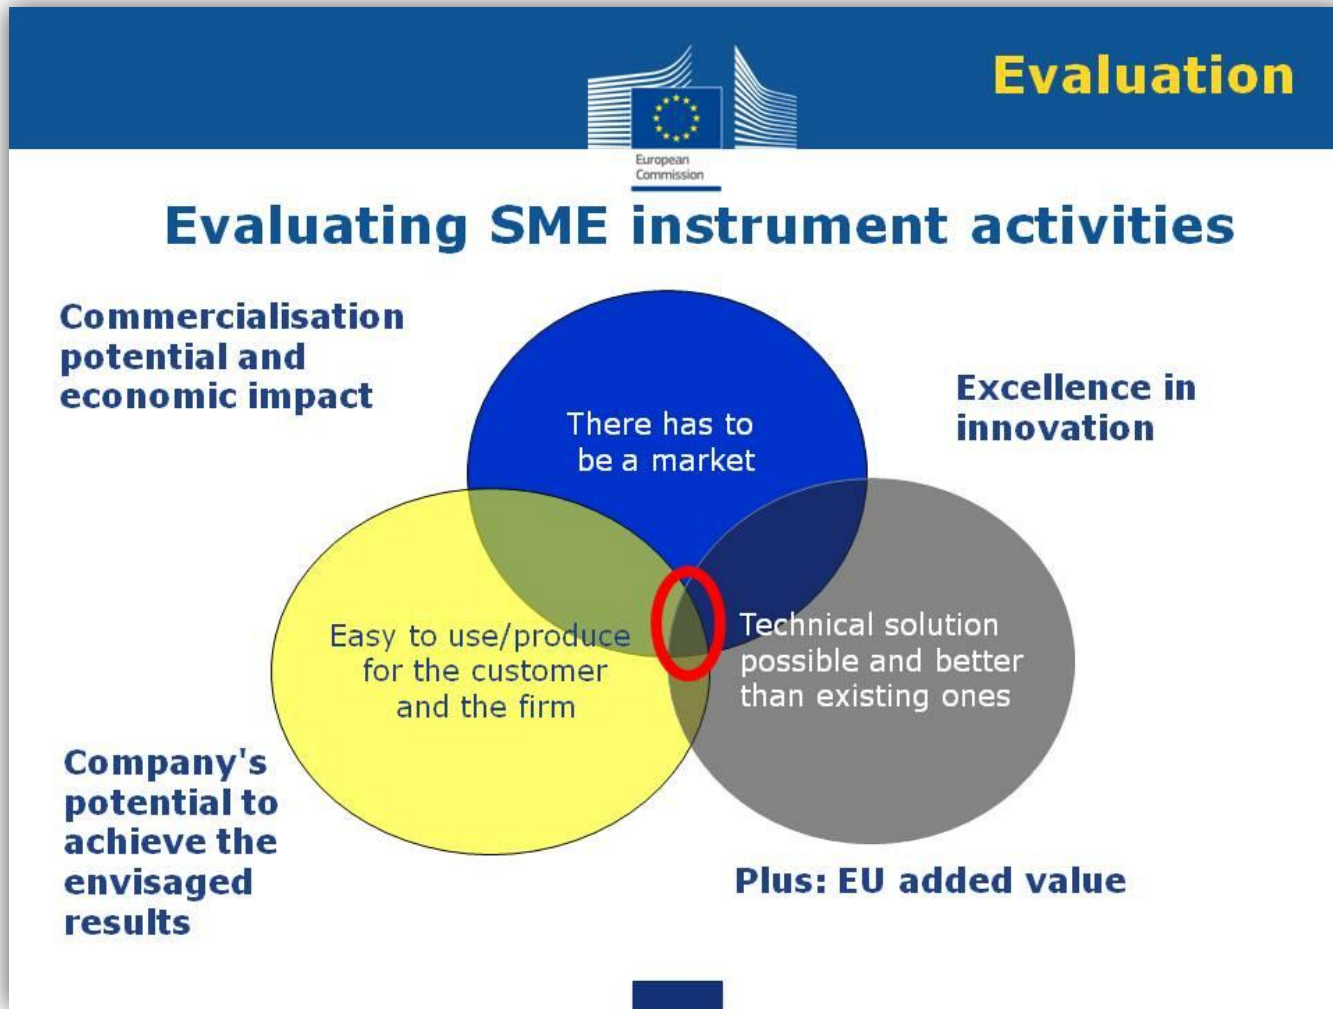 Evaluation
European
Commission
Evaluating SME instrument activities
Commercialisation
potential and
economic impact
Excellence in
innovation
There has to
be a market
Easy to use/produce
for the customer
and the firm
Technical solution
possible and better
than existing ones
Company's
potential to
achieve the
envisaged
results
Plus: EU added value